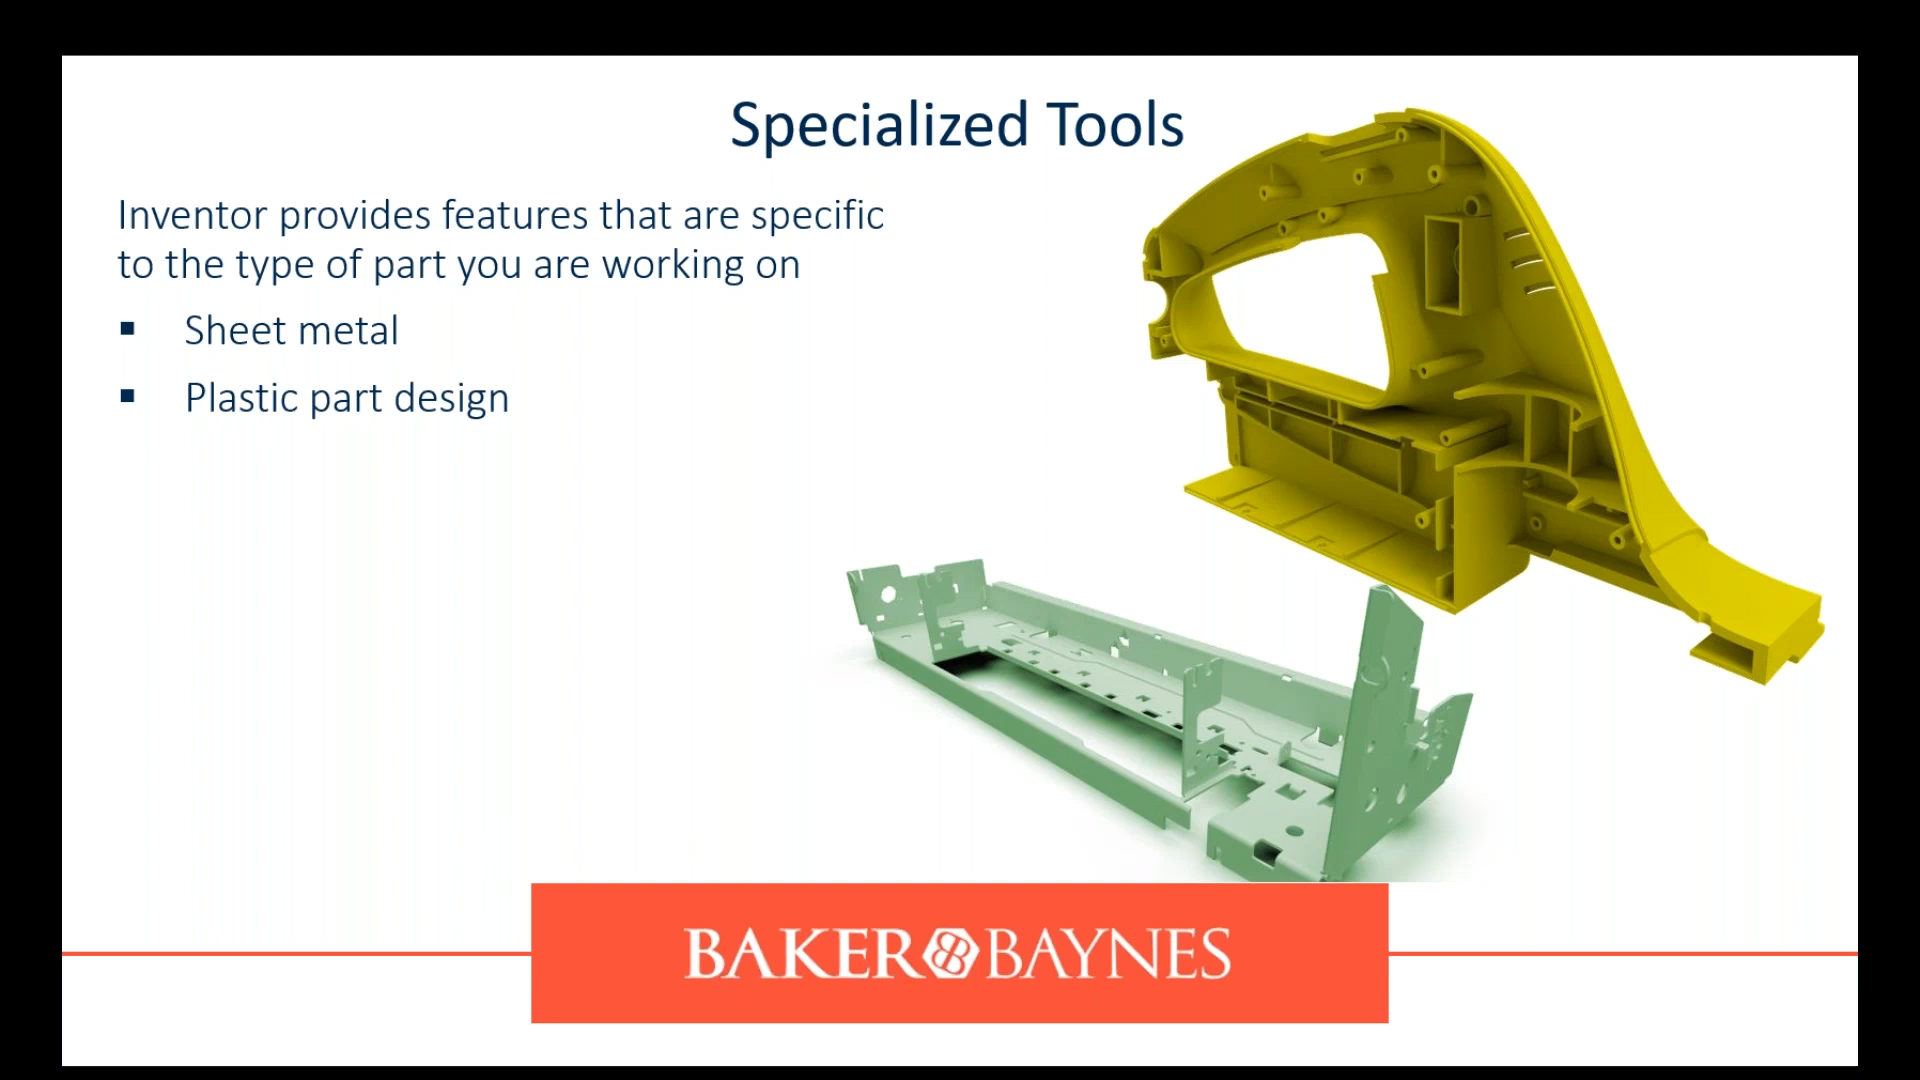 Specialized Tools
Inventor provides features that are specific
to the type of part you are working on
▪ Sheet metal
▪ Plastic part design
BAKER BAYNES